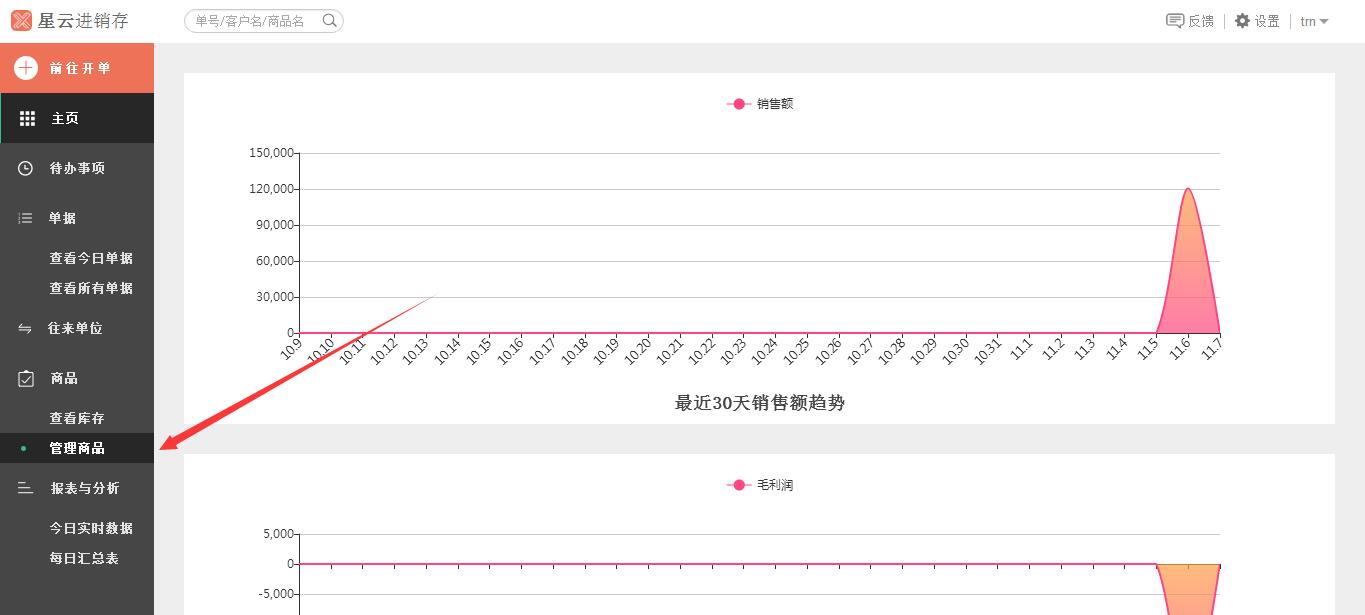 星云进销存
单号/客户名/商品名
反馈
设置
trn
前往开单
主页
待办事项
单据
查看今日单据
查看所有单据
往来单位
商品
查看库存
管理商品
报表与分析
今日实时数据
每日汇总表
销售额
150,000
120,000
90,000
60,000
30,000
0
10.9 10.10 10.11 10.12 10.13 10.14 10.15 10.16 10.17 10.18 10.19 10.20 10.21 10.22 10.23 10.24 10.25 10.26 10.27 10.28 10.29 10.30 10.31 11.1 11.2 11.3 11.4 11.5 11.6 11.7
最近30天销售额趋势
毛利润
5,000
0
-5,000